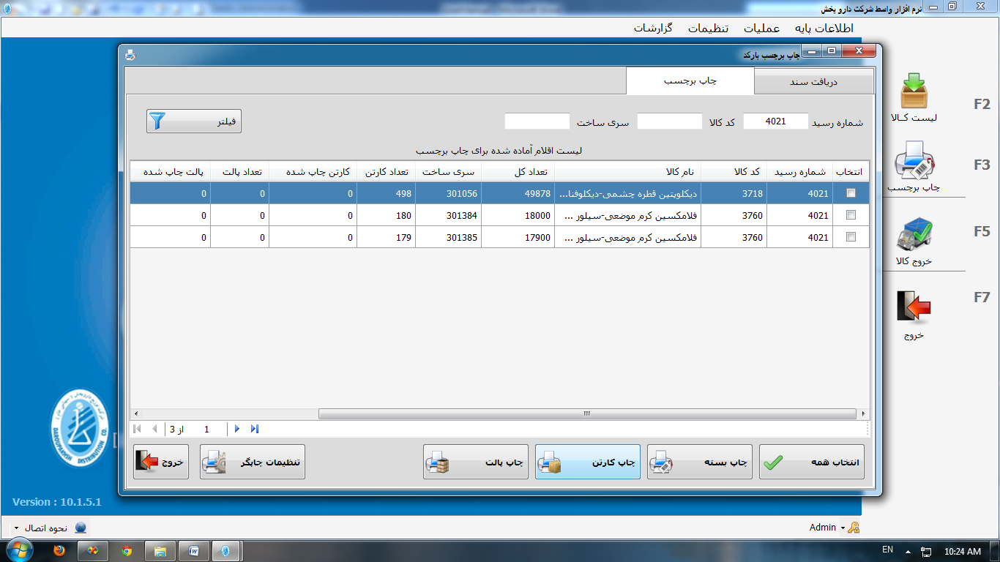 نرم افزار واسط شرکت دارو پخش
اطلاعات پایه عملیات تنظیمات گزارشات
چاپ برچسب بارکد
دریافت سند چاپ برچسب
شماره رسید 4021 کد کالا سری ساخت فیلتر
لیست اقلام آماده شده برای چاپ برچسب
انتخاب شماره رسید کد کالا نام کالا تعداد کل سری ساخت تعداد کارتن کارتن چاپ شده تعداد پالت پالت چاپ شده
4021 3718 دیکلوپتین قطره چشمی-دیکلوفنا... 49878 301056 498 0 0 0
4021 3760 فلامکسین کرم موضعی-سیلور ... 18000 301384 180 0 0 0
4021 3760 فلامکسین کرم موضعی-سیلور ... 17900 301385 179 0 0 0
1 از 3
انتخاب همه چاپ بسته چاپ کارتن چاپ پالت تنظیمات چاپگر خروج
F2
لیست کـالا
F3
چاپ برچسب
F5
خروج کالا
F7
خروج
DAROUPAKHSH DISTRIBUTION CO.
Version : 10.1.5.1
نحوه اتصال
Admin
EN
10:24 AM